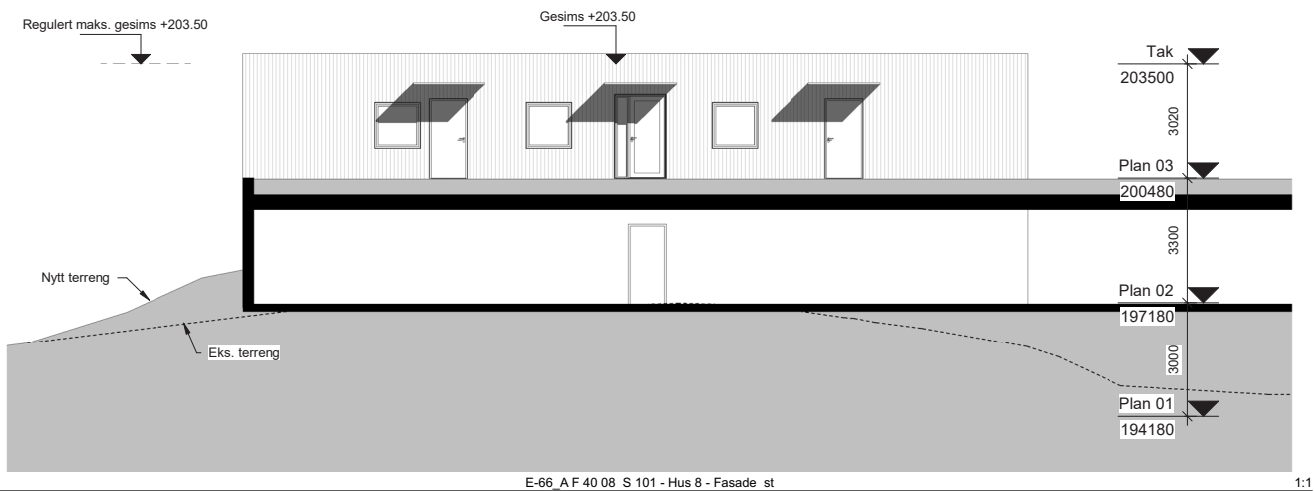 Regulert maks. gesims +203.50
Gesims +203.50
Tak
203500
3020
Plan 03
200480
3300
Nytt terreng
Plan 02
197180
Eks. terreng
3000
Plan 01
194180
E-66_A F 40 08 S 101 - Hus 8 - Fasade st
1:1